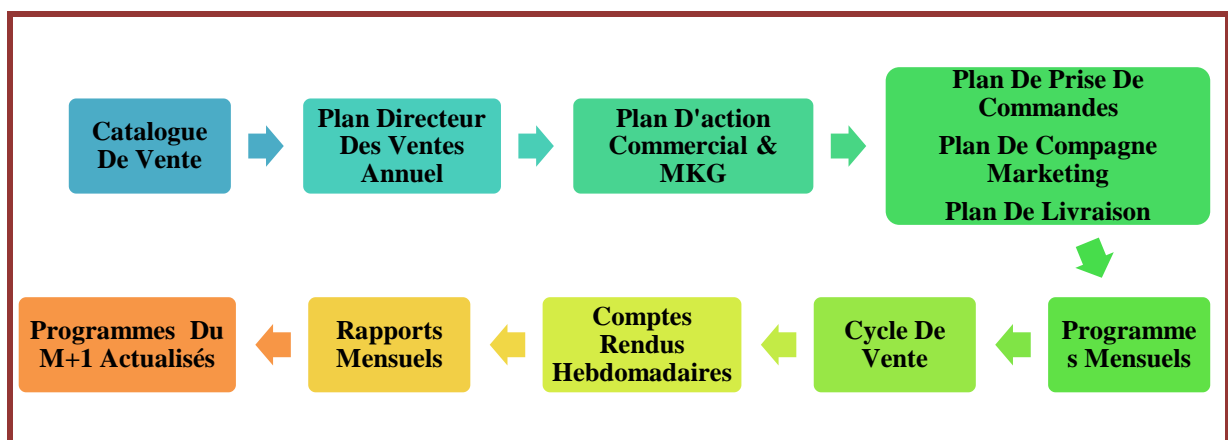 Catalogue
De Vente
Plan Directeur
Des Ventes
Annuel
Plan D'action
Commercial &
MKG
Plan De Prise De
Commandes
Plan De Compagne
Marketing
Plan De Livraison
Programme
s Mensuels
Cycle De
Vente
Comptes
Rendus
Hebdomadaires
Rapports
Mensuels
Programmes Du
M+1 Actualisés